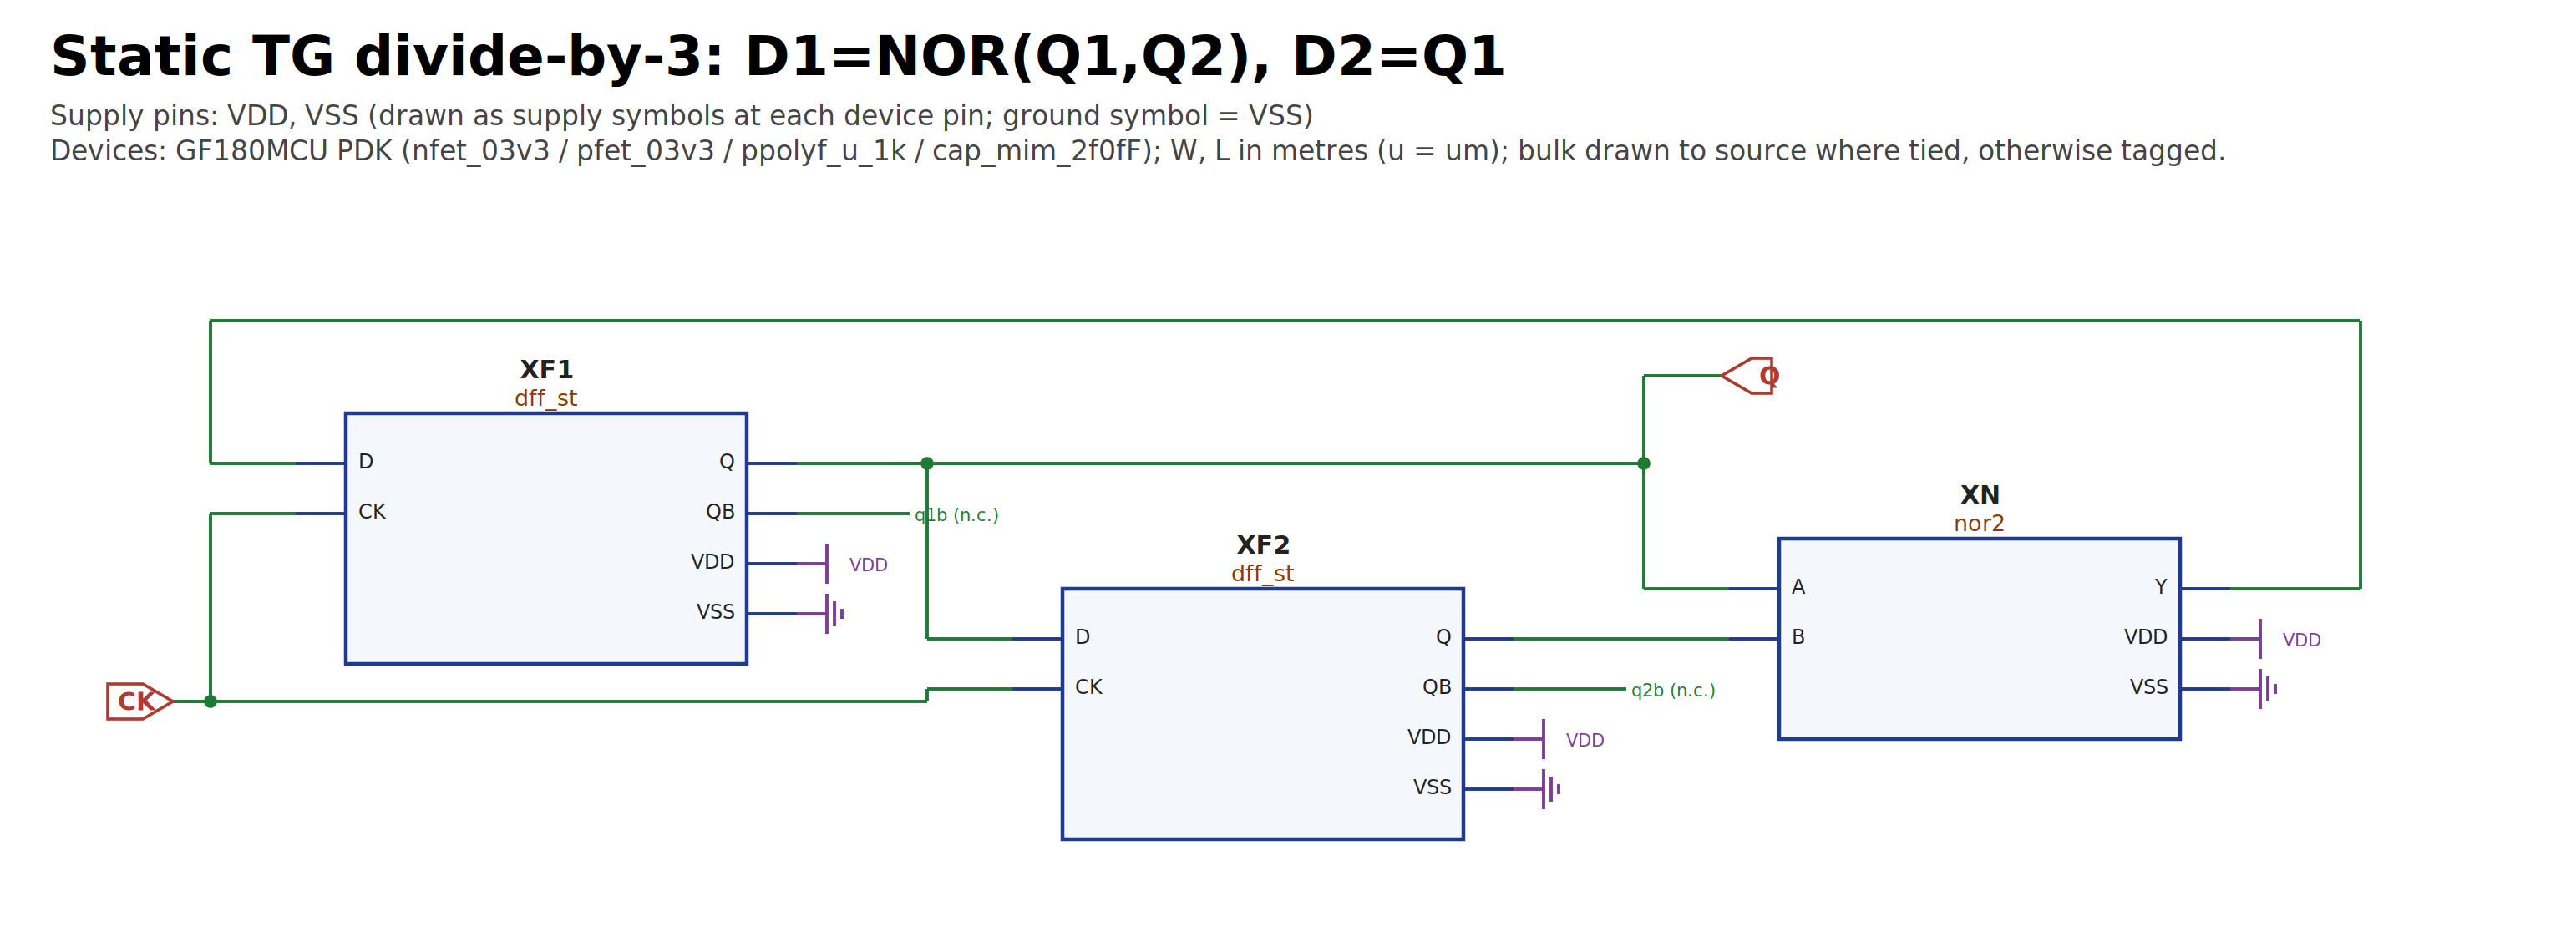 Static TG divide-by-3: D1=NOR(Q1,Q2), D2=Q1
Supply pins: VDD, VSS (drawn as supply symbols at each device pin; ground symbol = VSS)
Devices: GF180MCU PDK (nfet_03v3 / pfet_03v3 / ppolyf_u_1k / cap_mim_2f0fF); W, L in metres (u = um); bulk drawn to source where tied, otherwise tagged.
XF1
dff_st
D
CK
Q
QB
VDD
VSS
q1b (n.c.)
VDD
CK
XF2
dff_st
D
CK
Q
QB
VDD
VSS
q2b (n.c.)
VDD
Q
XN
nor2
A
B
Y
VDD
VSS
VDD